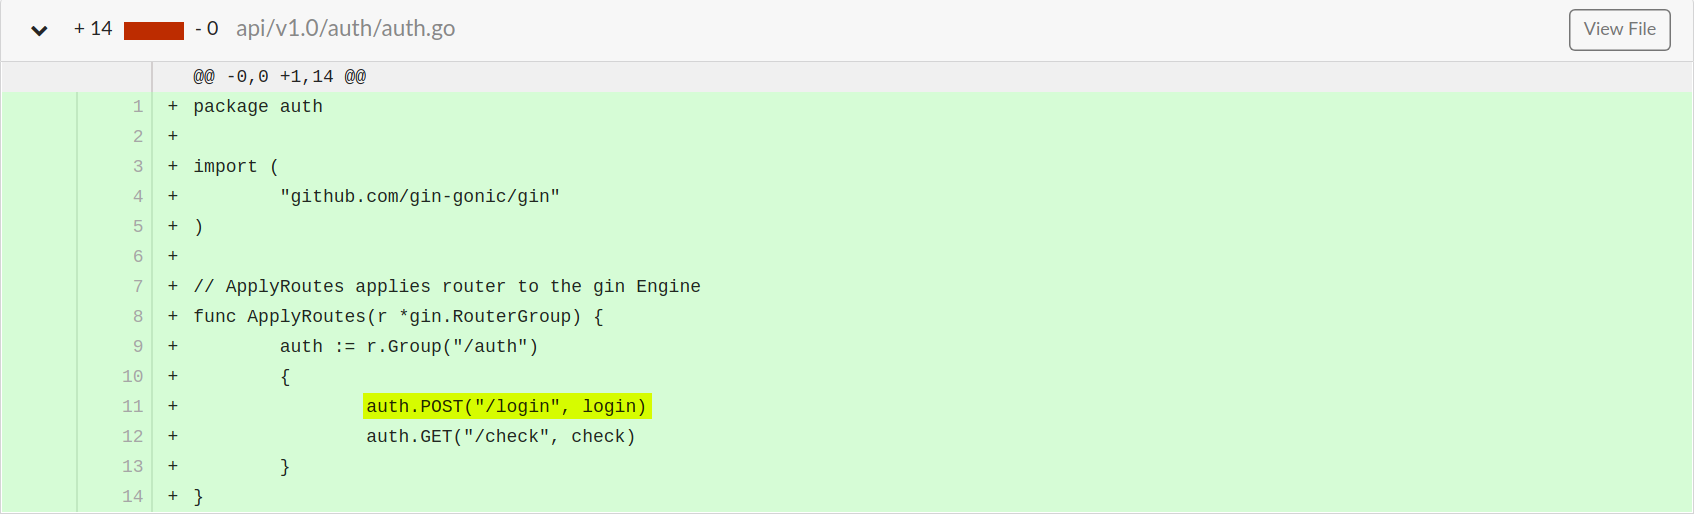 + 14 - 0 api/v1.0/auth/auth.go View File
@@ -0,0 +1,14 @@
1 + package auth
2 +
3 + import (
4 + 	"github.com/gin-gonic/gin"
5 + )
6 +
7 + // ApplyRoutes applies router to the gin Engine
8 + func ApplyRoutes(r *gin.RouterGroup) {
9 + 	auth := r.Group("/auth")
10 + 	{
11 + 		auth.POST("/login", login)
12 + 		auth.GET("/check", check)
13 + 	}
14 + }